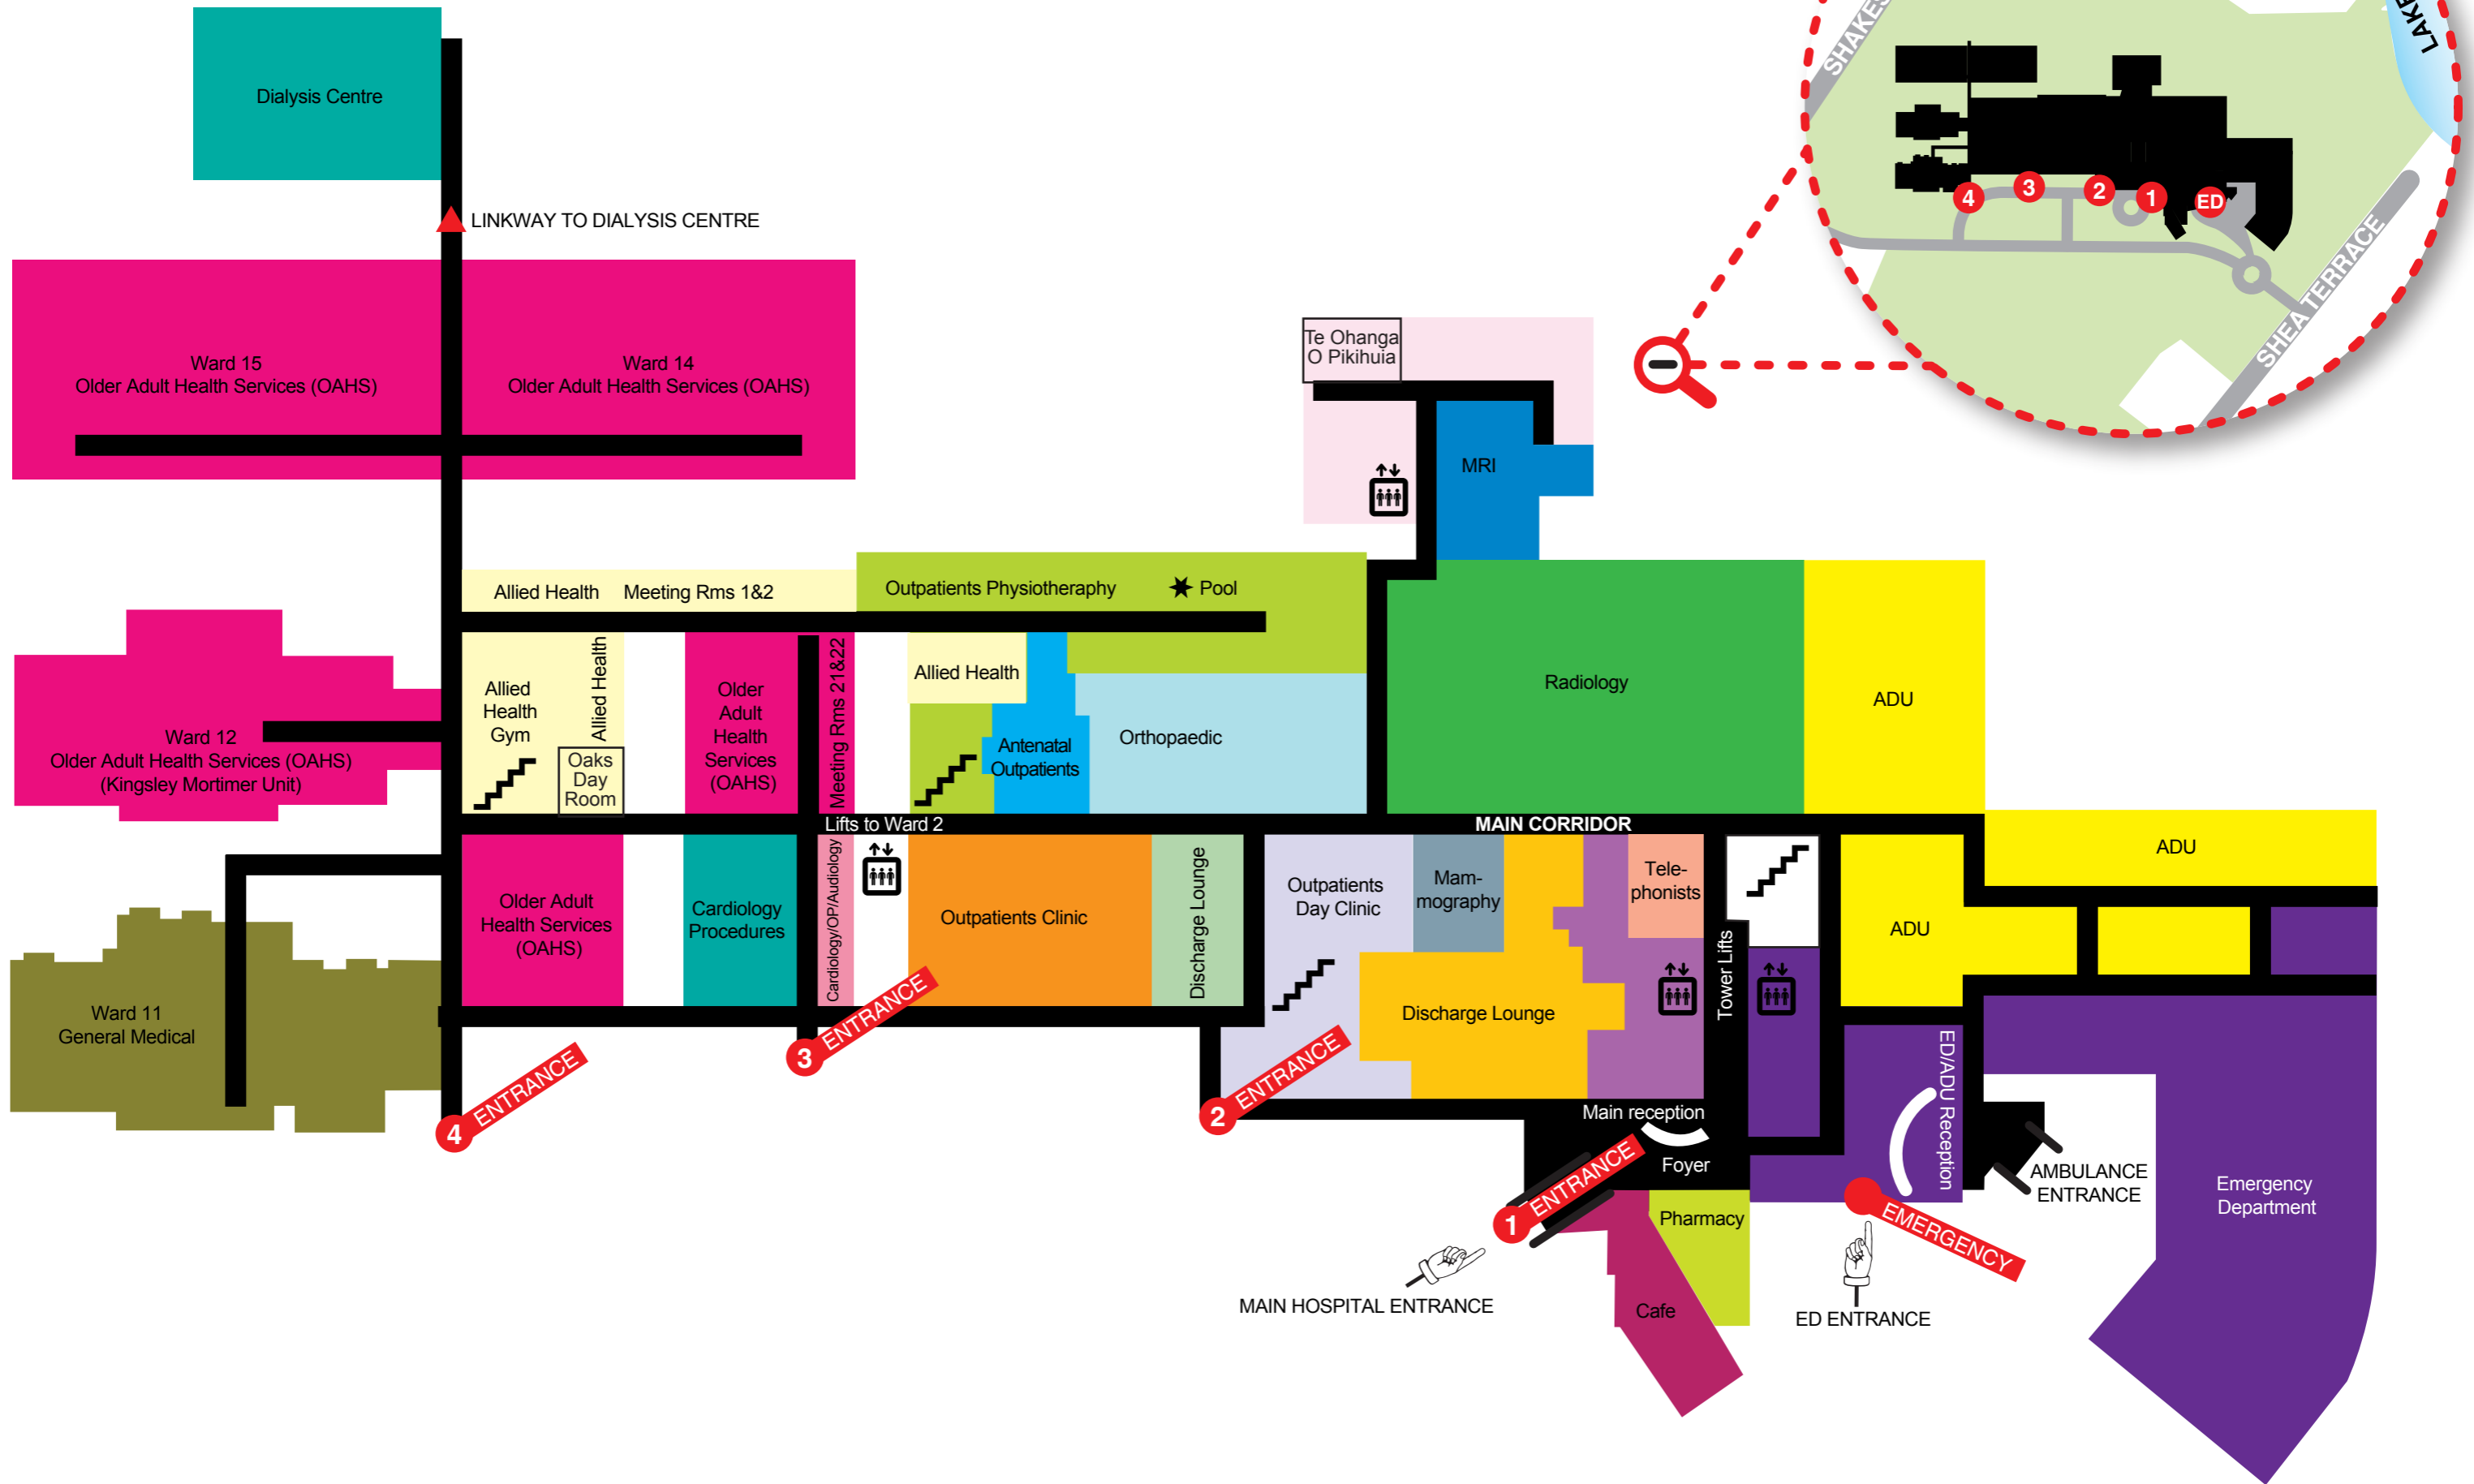 SHAKES
LAKE
Dialysis Centre
4
3
2
1
ED
LINKWAY TO DIALYSIS CENTRE
SHEA TERRACE
Te Ohanga
O Pikihuia
Ward 15
Older Adult Health Services (OAHS)
Ward 14
Older Adult Health Services (OAHS)
MRI
Allied Health
Meeting Rms 1&2
Outpatients Physiotheraphy
Pool
Allied
Health
Gym
Allied Health
Oaks
Day
Room
Older
Adult
Health
Services
(OAHS)
Meeting Rms 21&22
Allied Health
Antenatal
Outpatients
Orthopaedic
Radiology
ADU
Ward 12
Older Adult Health Services (OAHS)
(Kingsley Mortimer Unit)
Lifts to Ward 2
MAIN CORRIDOR
ADU
Older Adult
Health Services
(OAHS)
Cardiology
Procedures
Cardiology/OP/Audiology
Outpatients Clinic
Discharge Lounge
Outpatients
Day Clinic
Mam-
mography
Tele-
phonists
Tower Lifts
ADU
Discharge Lounge
Ward 11
General Medical
4 ENTRANCE
3 ENTRANCE
2 ENTRANCE
Main reception
Foyer
1 ENTRANCE
ED/ADU Reception
AMBULANCE
ENTRANCE
Emergency
Department
Pharmacy
EMERGENCY
MAIN HOSPITAL ENTRANCE
Cafe
ED ENTRANCE